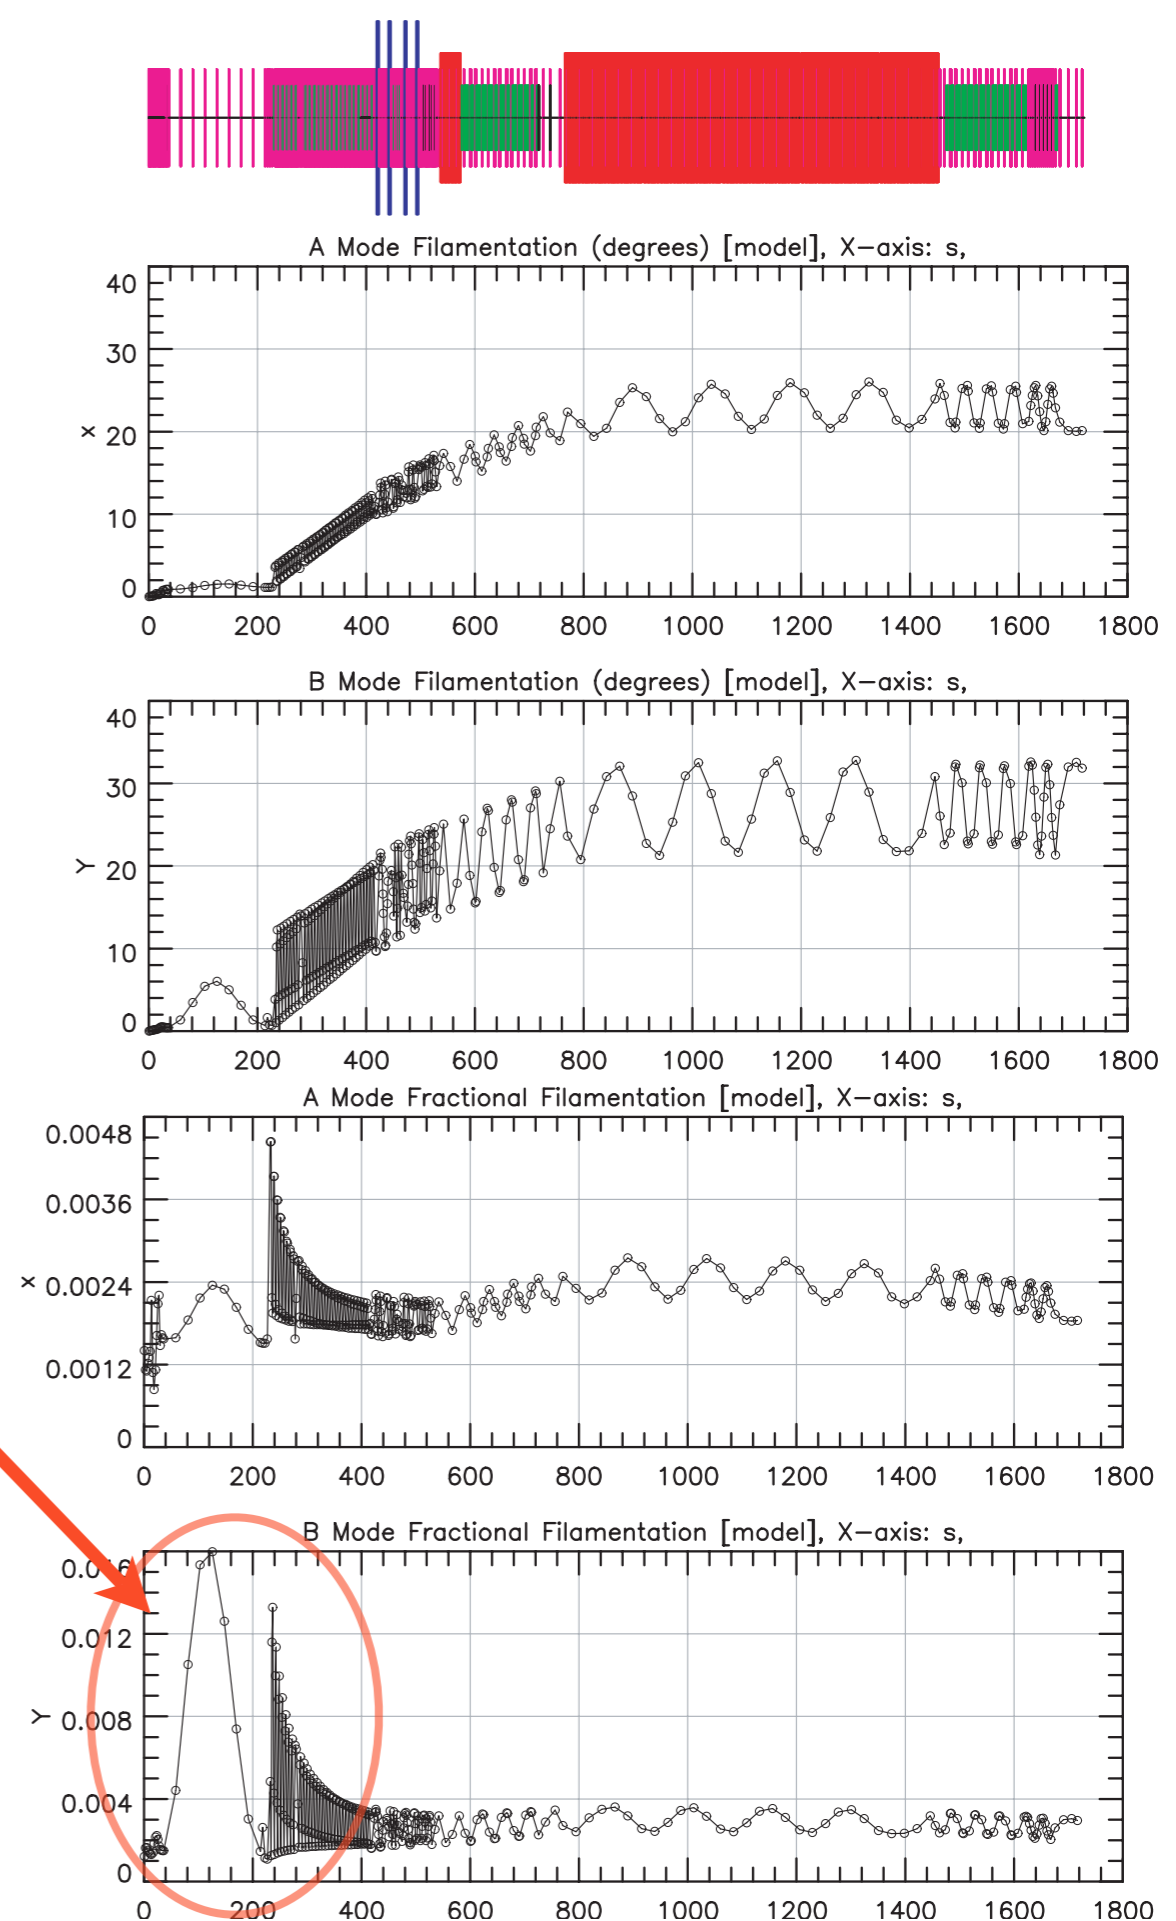 A Mode Filamentation (degrees) [model], X-axis: s,
40
30
20
10
0
x
0 200 400 600 800 1000 1200 1400 1600 1800
B Mode Filamentation (degrees) [model], X-axis: s,
40
30
20
10
0
Y
0 200 400 600 800 1000 1200 1400 1600 1800
A Mode Fractional Filamentation [model], X-axis: s,
0.0048
0.0036
0.0024
0.0012
0
x
0 200 400 600 800 1000 1200 1400 1600 1800
B Mode Fractional Filamentation [model], X-axis: s,
0.016
0.012
0.008
0.004
0
Y
0 200 400 600 800 1000 1200 1400 1600 1800